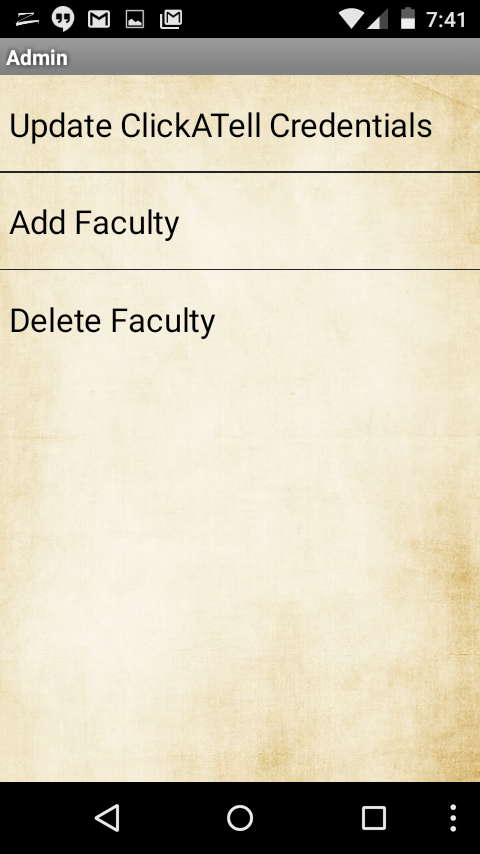 7:41
Admin
Update ClickATell Credentials
Add Faculty
Delete Faculty